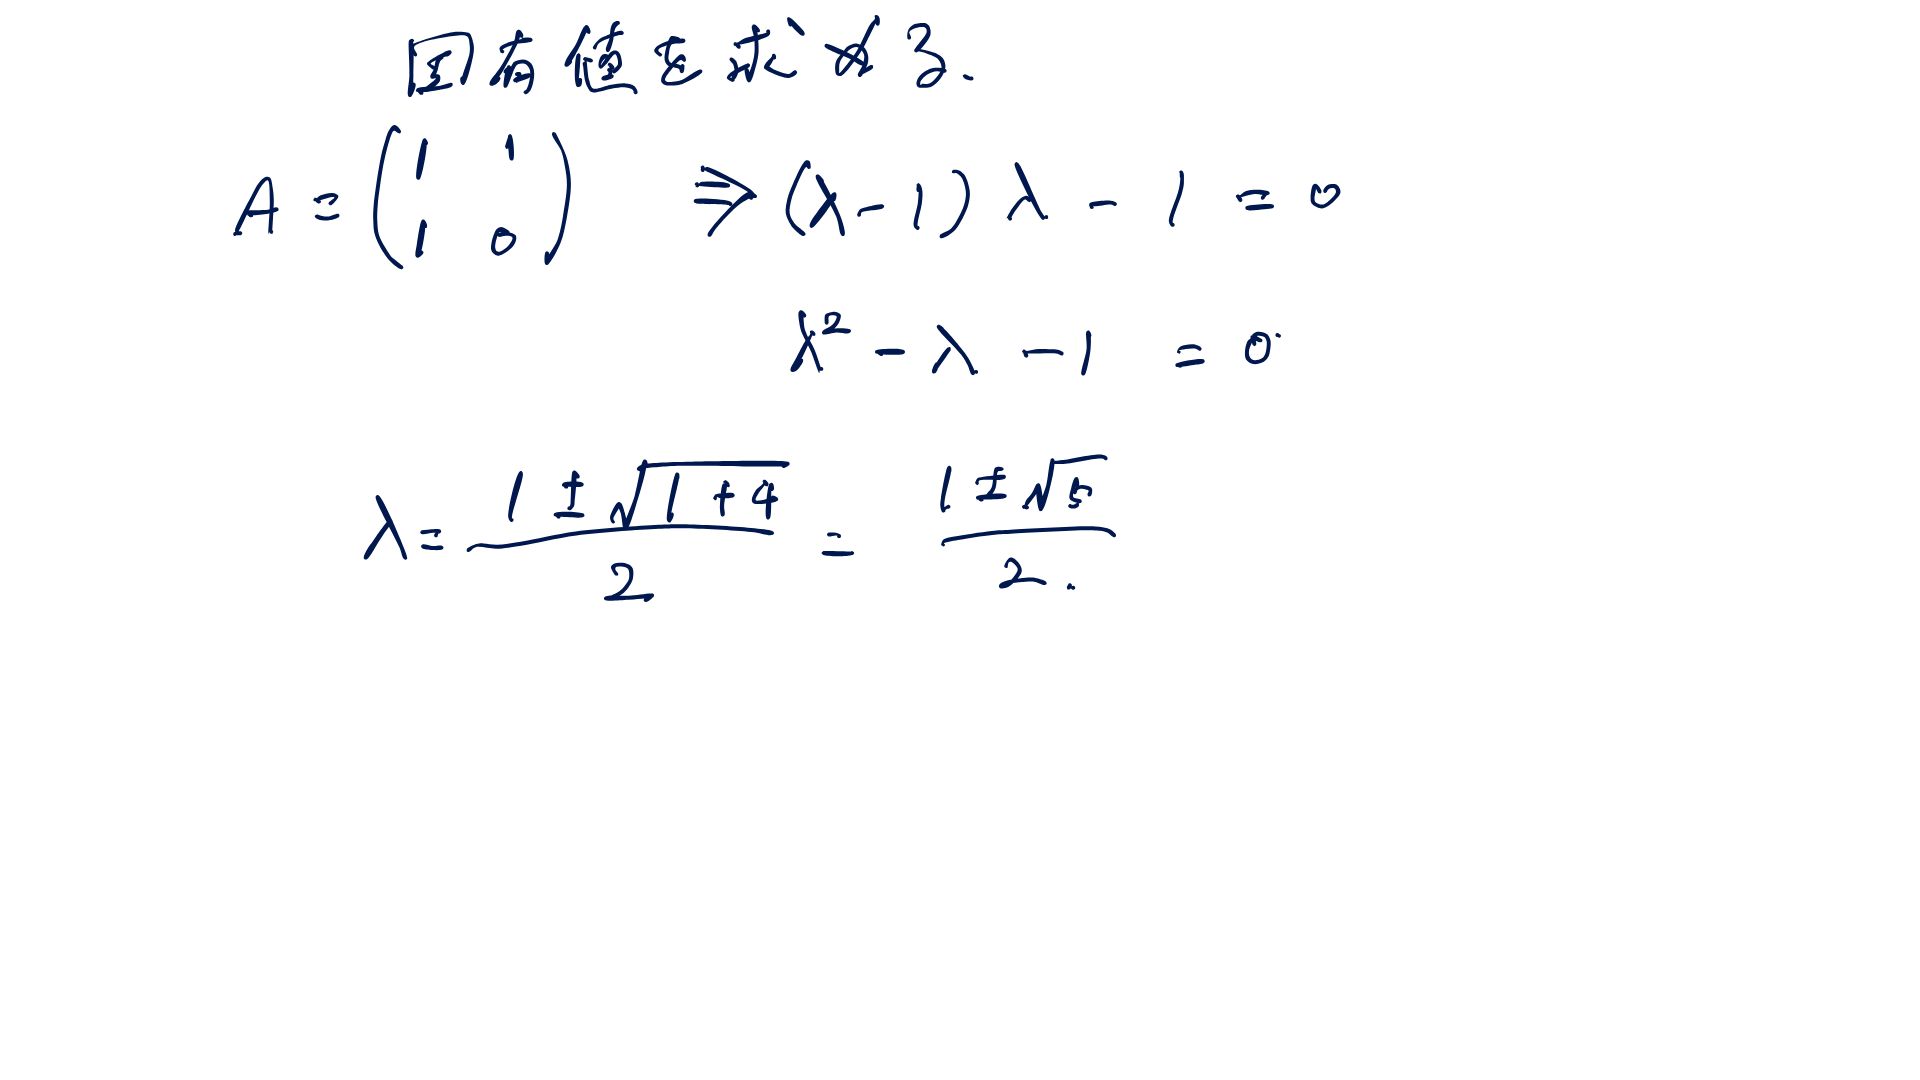 固有値を求める.
A = (1 1 1 0) ⇒ (λ-1) λ - 1 = 0
λ² - λ - 1 = 0
λ = (1 ± √(1+4))/2 = (1 ± √5)/2.